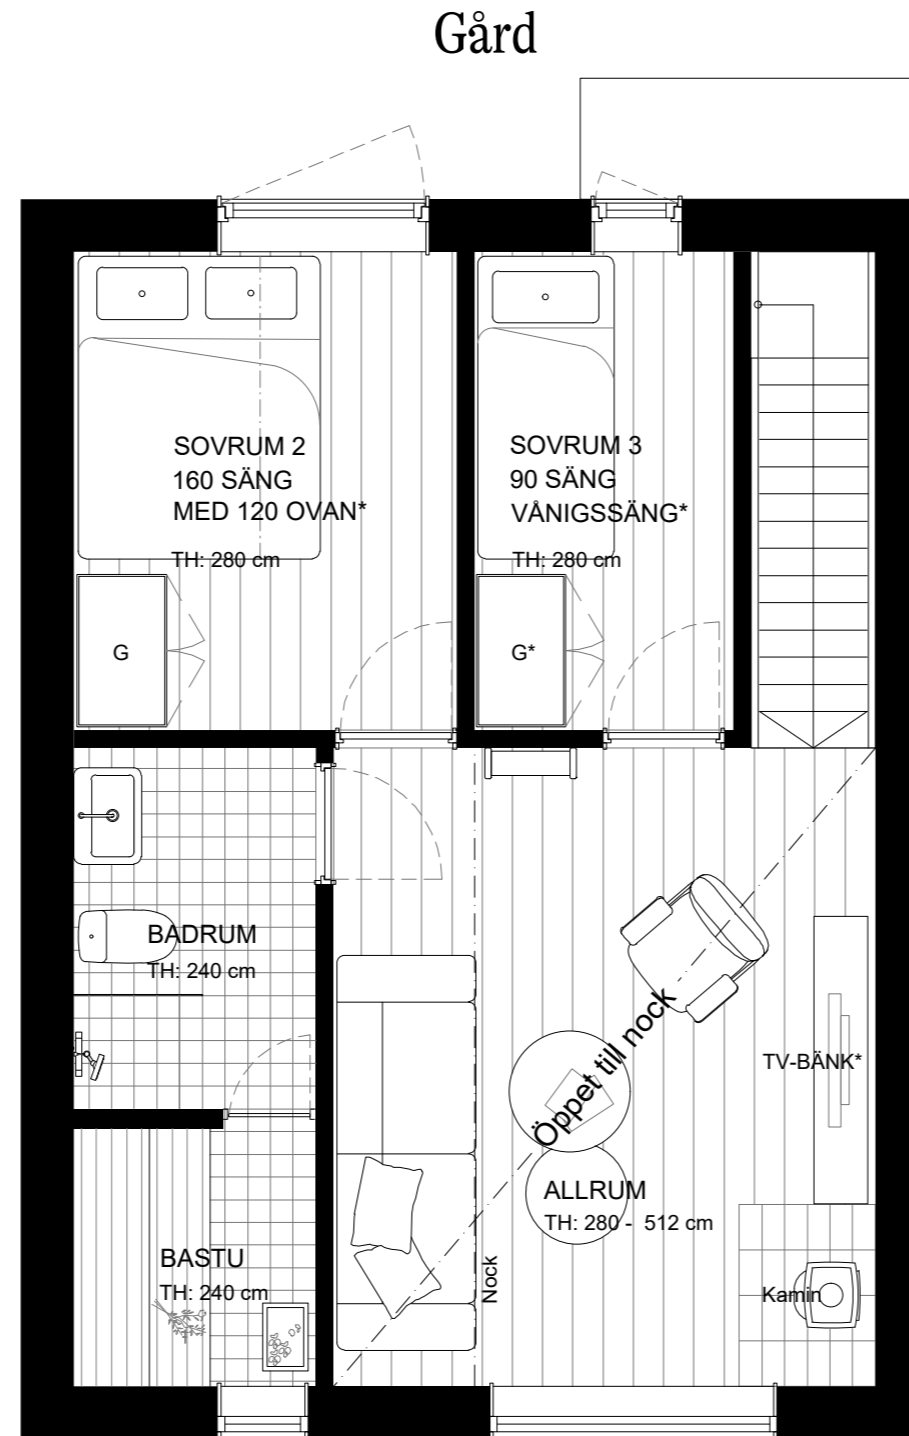 Gård
SOVRUM 2
160 SÄNG
MED 120 OVAN*
TH: 280 cm
G
SOVRUM 3
90 SÄNG
VÅNIGSSÄNG*
TH: 280 cm
G*
BADRUM
TH: 240 cm
Öppet till nock
TV-BÄNK*
ALLRUM
TH: 280 - 512 cm
Nock
Kamin
BASTU
TH: 240 cm